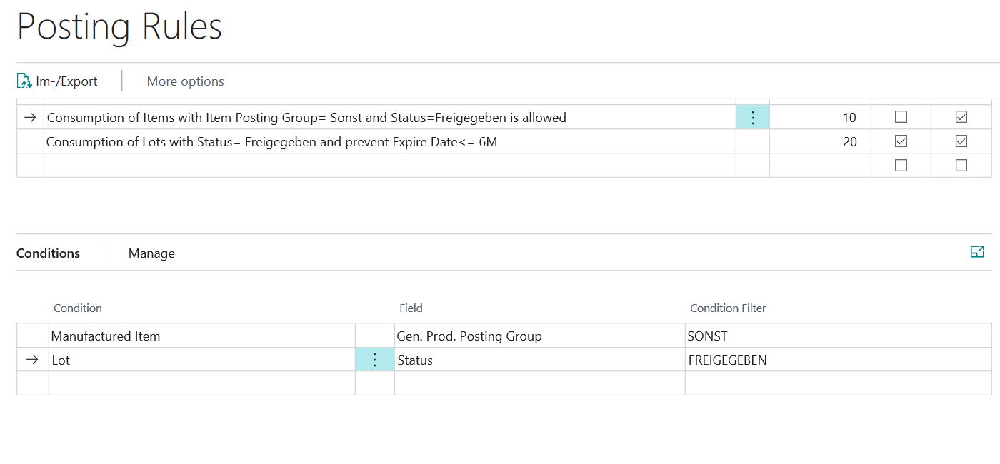 Posting Rules
Im-/Export
More options
Consumption of Items with Item Posting Group= Sonst and Status=Freigegeben is allowed 10
Consumption of Lots with Status= Freigegeben and prevent Expire Date<= 6M 20
Conditions Manage
Condition Field Condition Filter
Manufactured Item Gen. Prod. Posting Group SONST
Lot Status FREIGEGEBEN